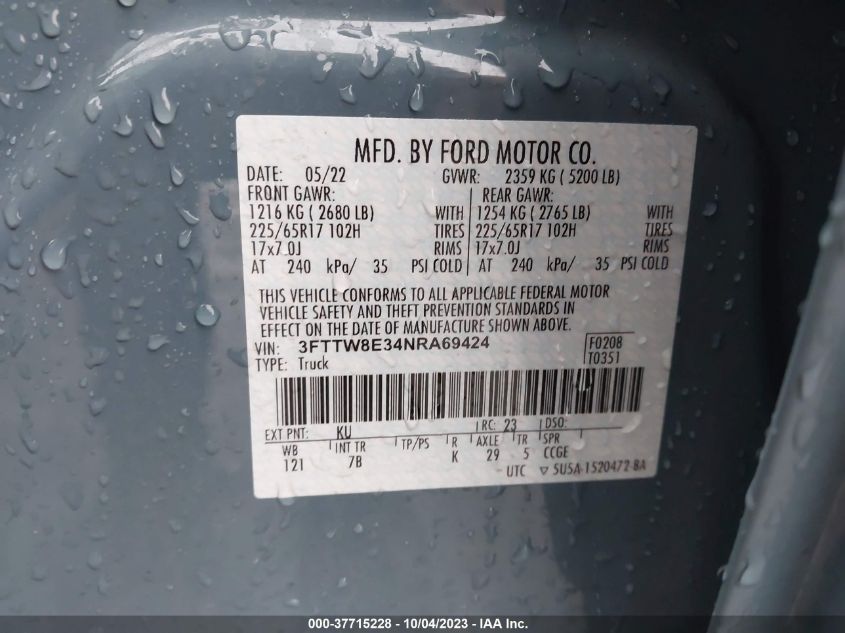 MFD. BY FORD MOTOR CO.
DATE: 05/22 GVWR: 2359 KG ( 5200 LB)
FRONT GAWR: REAR GAWR:
1216 KG ( 2680 LB) WITH 1254 KG ( 2765 LB) WITH
225/65R17 102H TIRES 225/65R17 102H TIRES
17x7.0J RIMS 17x7.0J RIMS
AT 240 kPa/ 35 PSI COLD AT 240 kPa/ 35 PSI COLD
THIS VEHICLE CONFORMS TO ALL APPLICABLE FEDERAL MOTOR
VEHICLE SAFETY AND THEFT PREVENTION STANDARDS IN
EFFECT ON THE DATE OF MANUFACTURE SHOWN ABOVE.
VIN: 3FTTW8E34NRA69424 F0208
TYPE: Truck T0351
EXT PNT: KU RC: 23 DSO:
WB INT TR TP/PS R AXLE TR SPR
121 7B K 29 5 CCGE
UTC ▽ 5U5A-1520472-BA
000-37715228 - 10/04/2023 - IAAI.com